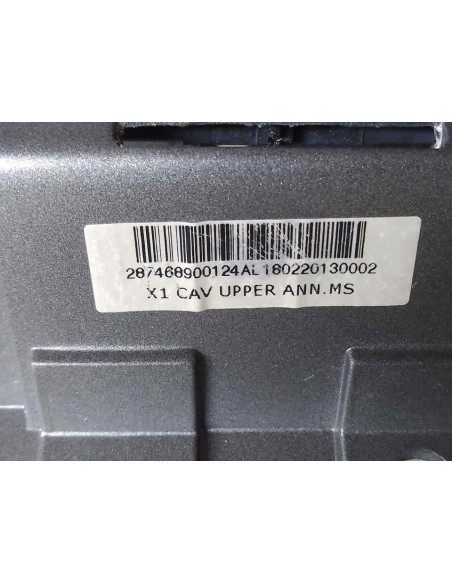 287468900124AL180220130002
X1 CAV UPPER ANN.MS